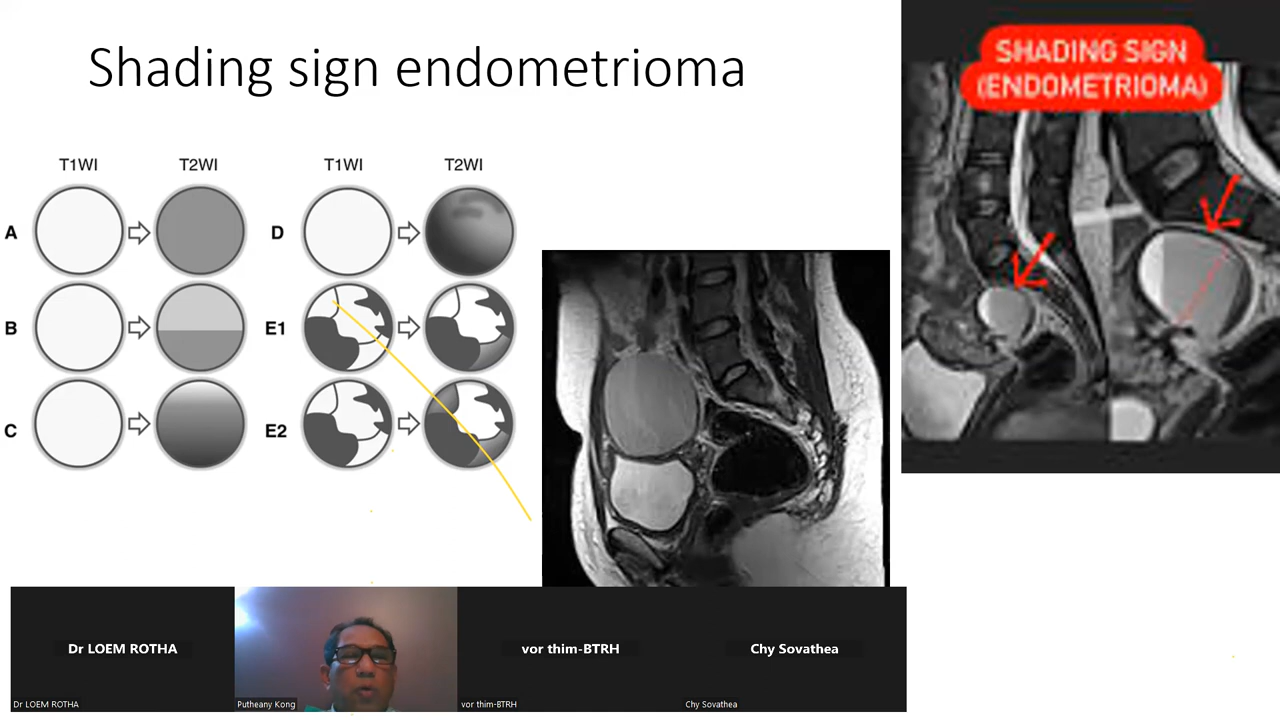 Shading sign endometrioma
T1WI T2WI T1WI T2WI
A
D
B
E1
C
E2
SHADING SIGN
(ENDOMETRIOMA)
Dr LOEM ROTHA
vor thim-BTRH
Chy Sovathea
Dr LOEM ROTHA
Putheany Kong
vor thim-BTRH
Chy Sovathea